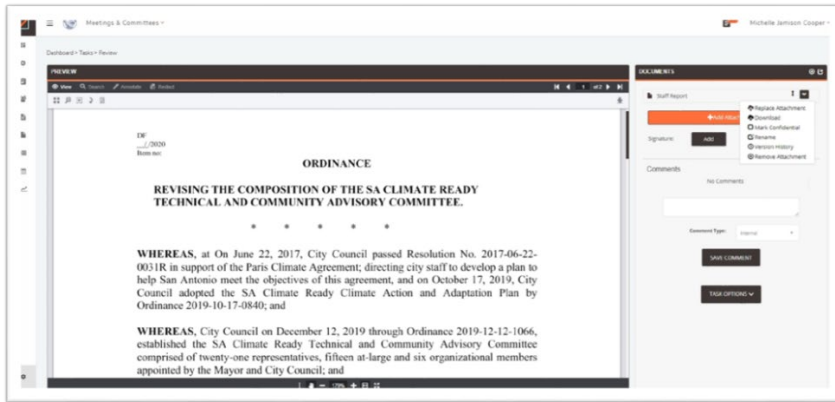 Meetings & Committees
Michelle Jamison Cooper
Dashboard • Tasks • Review
PREVIEW
View Search Annotate Redact
1 of 2
DF
__/__/2020
Item no:
ORDINANCE
REVISING THE COMPOSITION OF THE SA CLIMATE READY
TECHNICAL AND COMMUNITY ADVISORY COMMITTEE.
* * * * *
WHEREAS, at On June 22, 2017, City Council passed Resolution No. 2017-06-22-
0031R in support of the Paris Climate Agreement; directing city staff to develop a plan to
help San Antonio meet the objectives of this agreement, and on October 17, 2019, City
Council adopted the SA Climate Ready Climate Action and Adaptation Plan by
Ordinance 2019-10-17-0840; and
WHEREAS, City Council on December 12, 2019 through Ordinance 2019-12-12-1066,
established the SA Climate Ready Technical and Community Advisory Committee
comprised of twenty-one representatives, fifteen at-large and six organizational members
appointed by the Mayor and City Council; and
DOCUMENTS
Staff Report
+Add Attac
Replace Attachment
Download
Mark Confidential
Rename
Version History
Remove Attachment
Signature: Add
Comments
No Comments
Comment Type: Internal
SAVE COMMENT
TASK OPTIONS